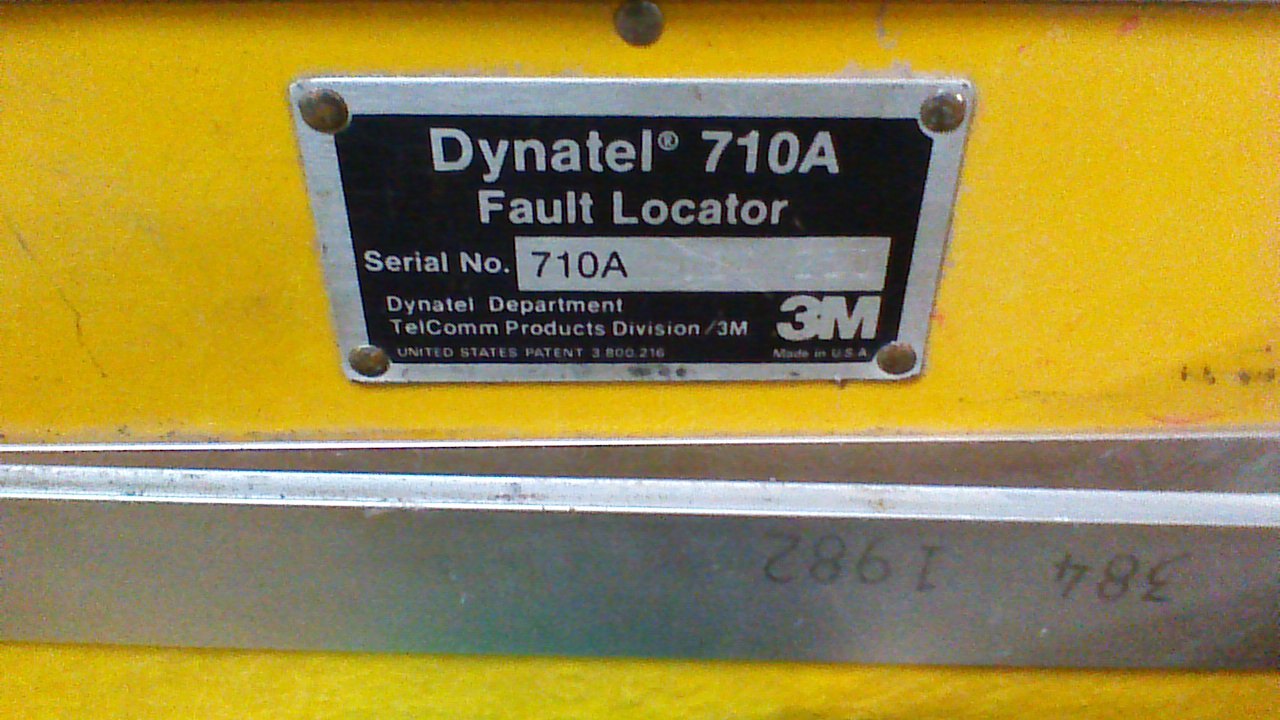 Dynatel® 710A
Fault Locator
Serial No. 710A
Dynatel Department
TelComm Products Division/3M
3M
UNITED STATES PATENT 3.800.216
Made in U.S.A.
384 1982